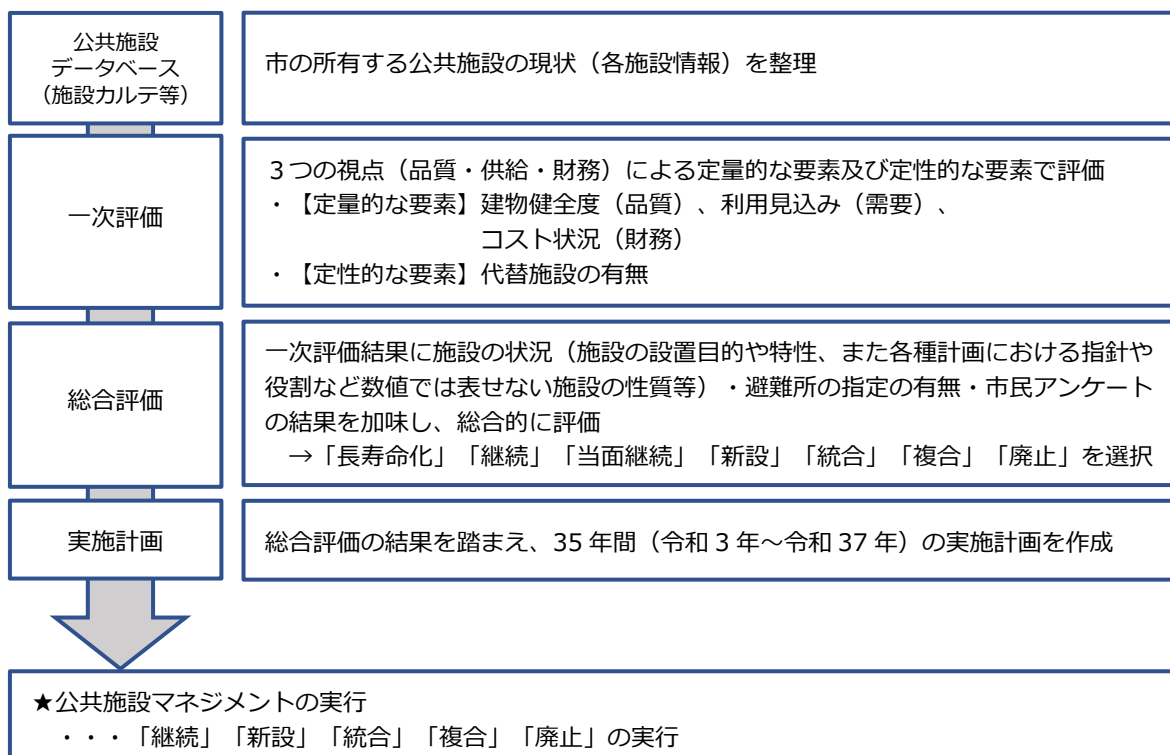 公共施設
データベース
（施設カルテ等）
市の所有する公共施設の現状（各施設情報）を整理
一次評価
３つの視点（品質・供給・財務）による定量的な要素及び定性的な要素で評価
・【定量的な要素】建物健全度（品質）、利用見込み（需要）、
コスト状況（財務）
・【定性的な要素】代替施設の有無
総合評価
一次評価結果に施設の状況（施設の設置目的や特性、また各種計画における指針や
役割など数値では表せない施設の性質等）・避難所の指定の有無・市民アンケート
の結果を加味し、総合的に評価
→「長寿命化」「継続」「当面継続」「新設」「統合」「複合」「廃止」を選択
実施計画
総合評価の結果を踏まえ、35 年間（令和 3 年～令和 37 年）の実施計画を作成
★公共施設マネジメントの実行
・・・「継続」「新設」「統合」「複合」「廃止」の実行